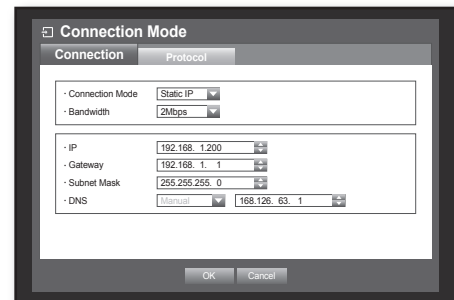 Connection Mode
Connection Protocol
· Connection Mode Static IP
· Bandwidth 2Mbps
· IP 192.168. 1.200
· Gateway 192.168. 1. 1
· Subnet Mask 255.255.255. 0
· DNS Manual 168.126. 63. 1
OK Cancel